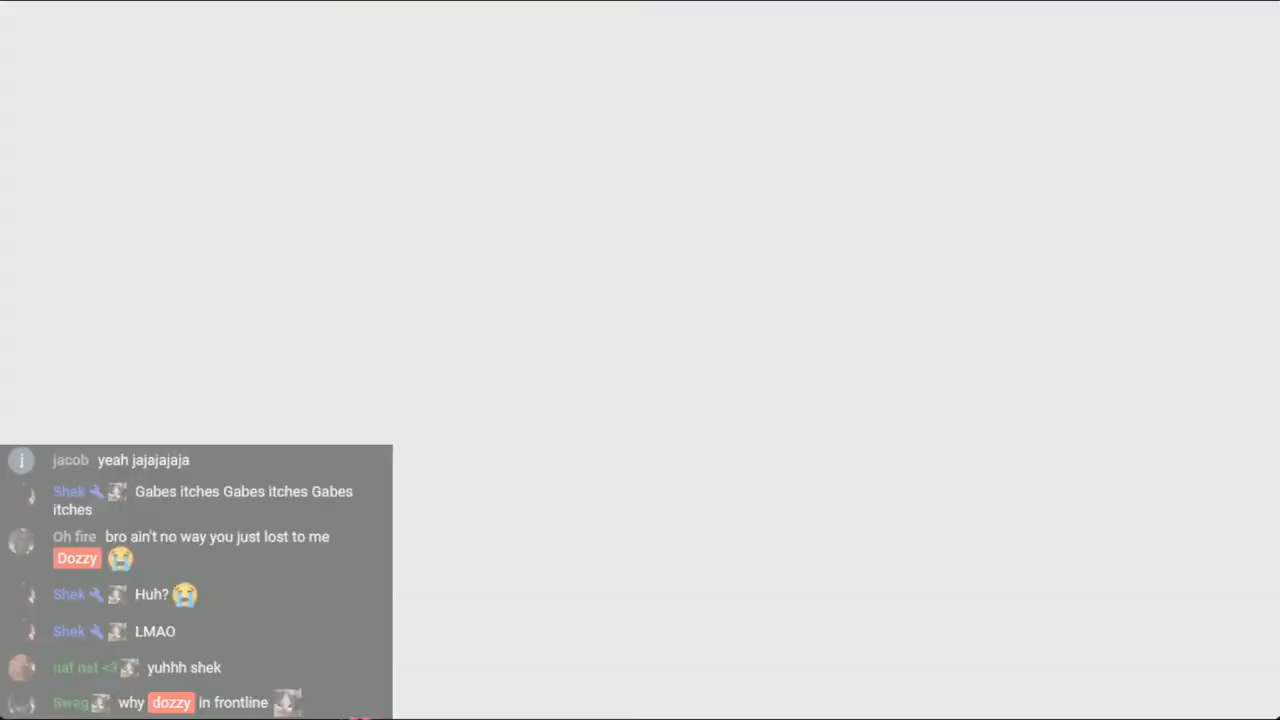 j
jacob yeah jajajajaja
Shek Gabes itches Gabes itches Gabes
itches
Oh fire bro ain't no way you just lost to me
Dozzy 😭
Shek Huh? 😭
Shek LMAO
nat nat <3 yuhhh shek
Swag why dozzy in frontline